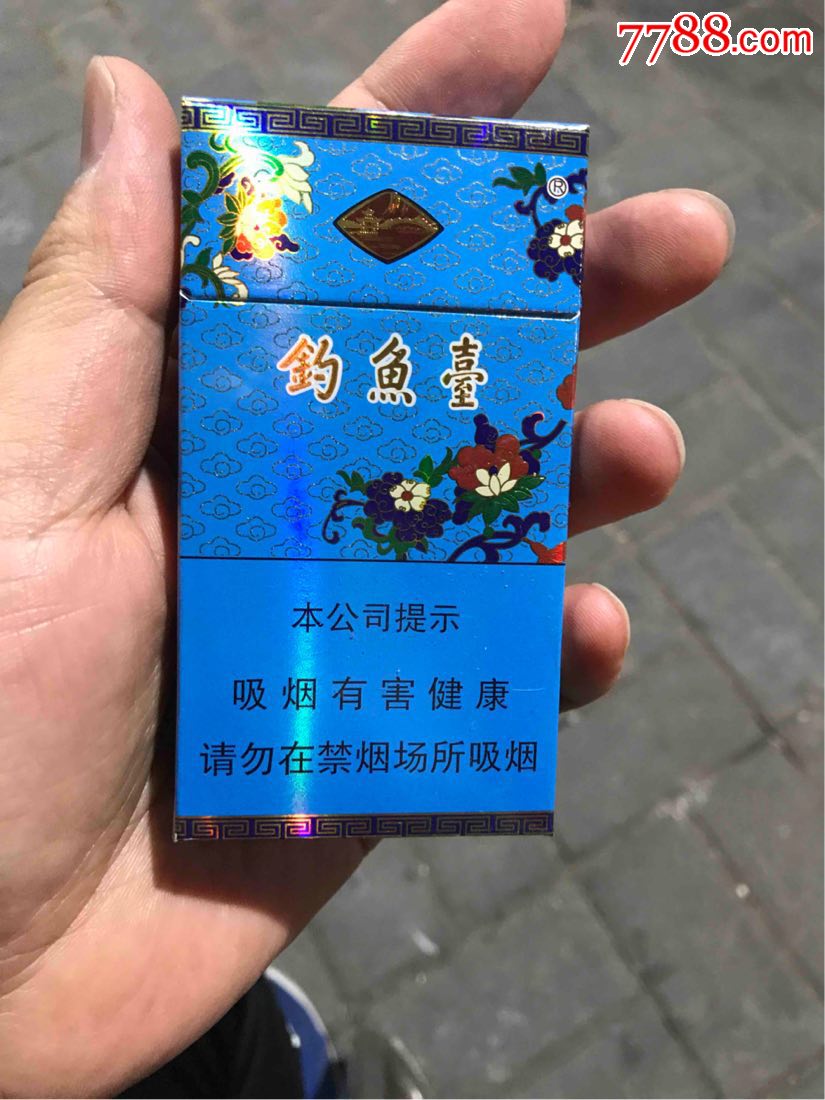 7788.com
®
釣魚臺
本公司提示
吸烟有害健康
请勿在禁烟场所吸烟